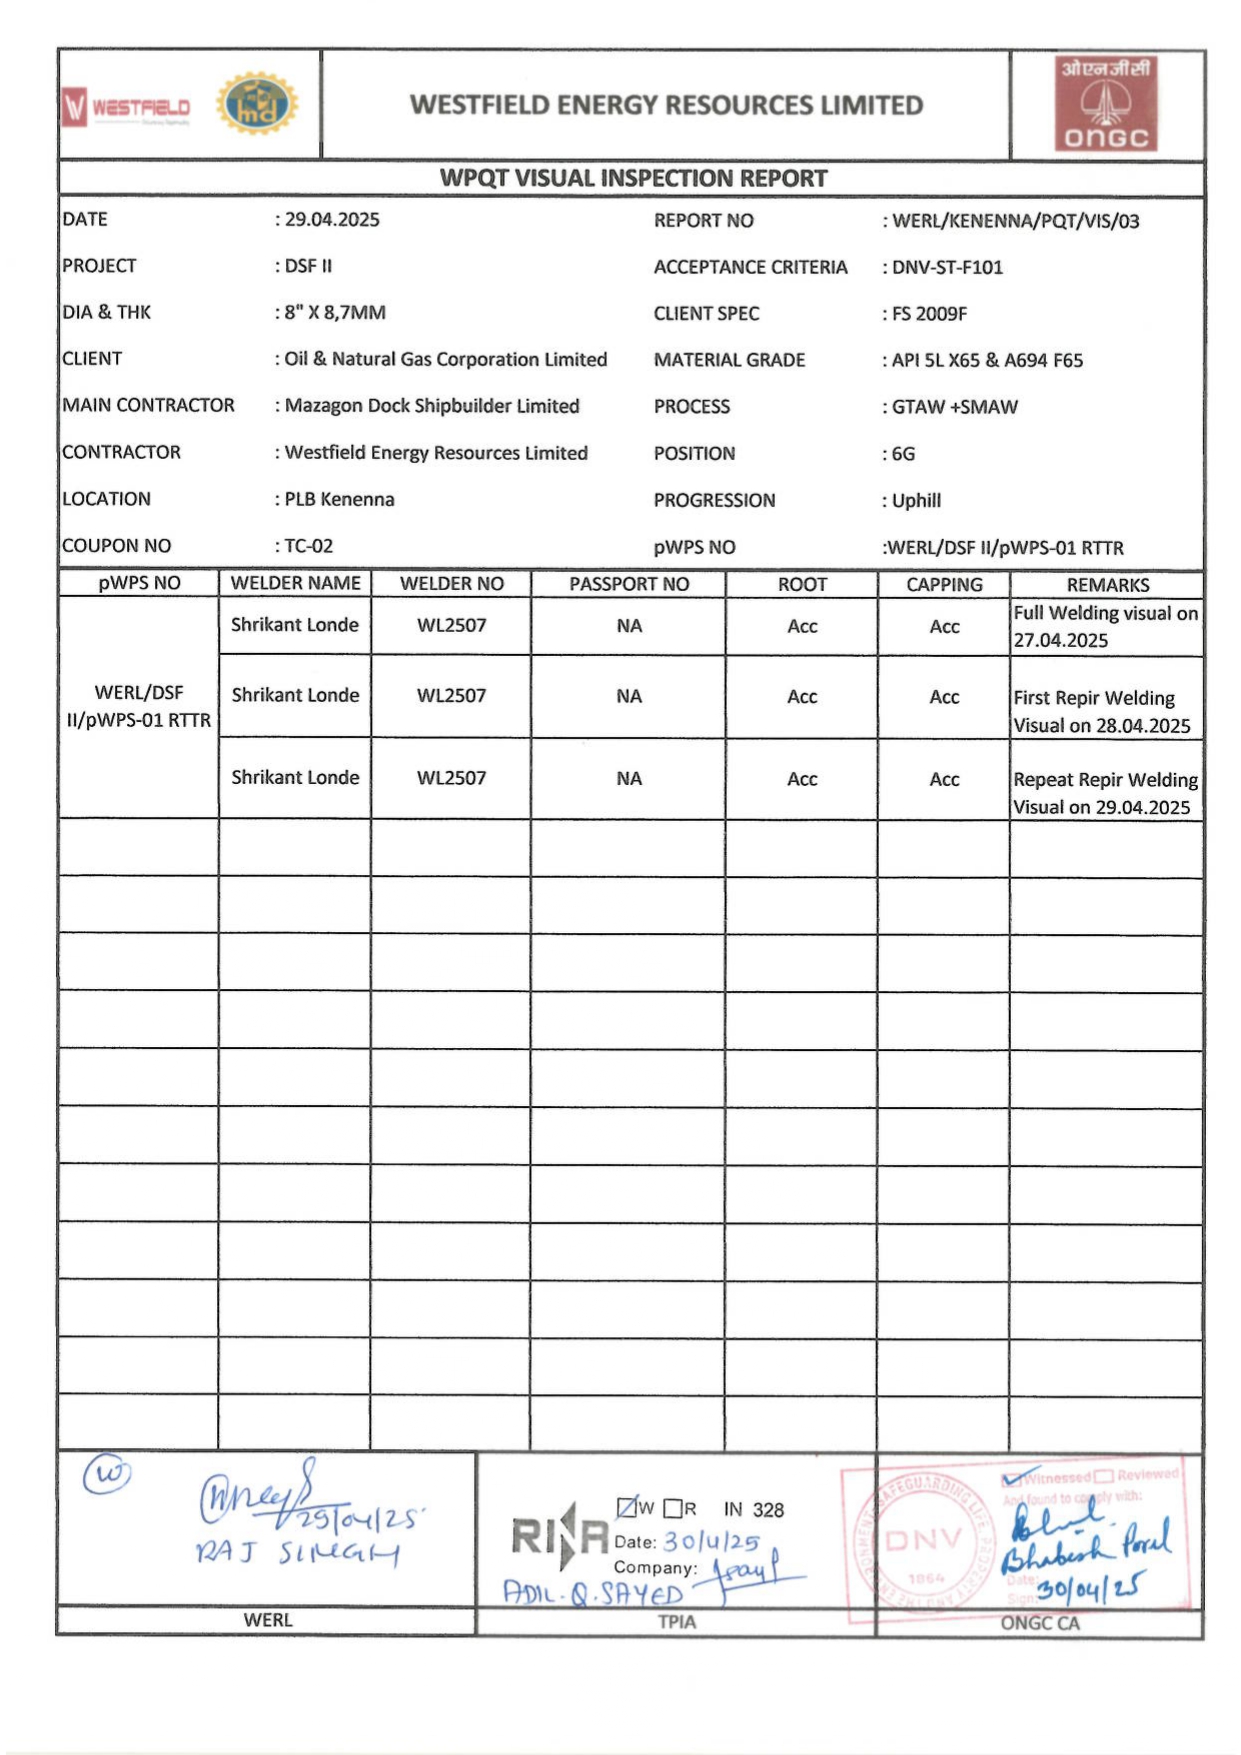 WESTFIELD
md
WESTFIELD ENERGY RESOURCES LIMITED
ओएनजीसी
ONGC
WPQT VISUAL INSPECTION REPORT
DATE : 29.04.2025 REPORT NO : WERL/KENENNA/PQT/VIS/03
PROJECT : DSF II ACCEPTANCE CRITERIA : DNV-ST-F101
DIA & THK : 8" X 8,7MM CLIENT SPEC : FS 2009F
CLIENT : Oil & Natural Gas Corporation Limited MATERIAL GRADE : API 5L X65 & A694 F65
MAIN CONTRACTOR : Mazagon Dock Shipbuilder Limited PROCESS : GTAW +SMAW
CONTRACTOR : Westfield Energy Resources Limited POSITION : 6G
LOCATION : PLB Kenenna PROGRESSION : Uphill
COUPON NO : TC-02 pWPS NO :WERL/DSF II/pWPS-01 RTTR
pWPS NO WELDER NAME WELDER NO PASSPORT NO ROOT CAPPING REMARKS
WERL/DSF
II/pWPS-01 RTTR
Shrikant Londe WL2507 NA Acc Acc Full Welding visual on
27.04.2025
Shrikant Londe WL2507 NA Acc Acc First Repir Welding
Visual on 28.04.2025
Shrikant Londe WL2507 NA Acc Acc Repeat Repir Welding
Visual on 29.04.2025
W
29/04/25
RAJ SINGH
RINA
W R IN 328
Date: 30/4/25
Company:
ADIL.Q.SAYED
DNV
1864
Witnessed Reviewed
And found to comply with:
Bhabesh Porel
Date:
30/04/25
Sign:
WERL TPIA ONGC CA